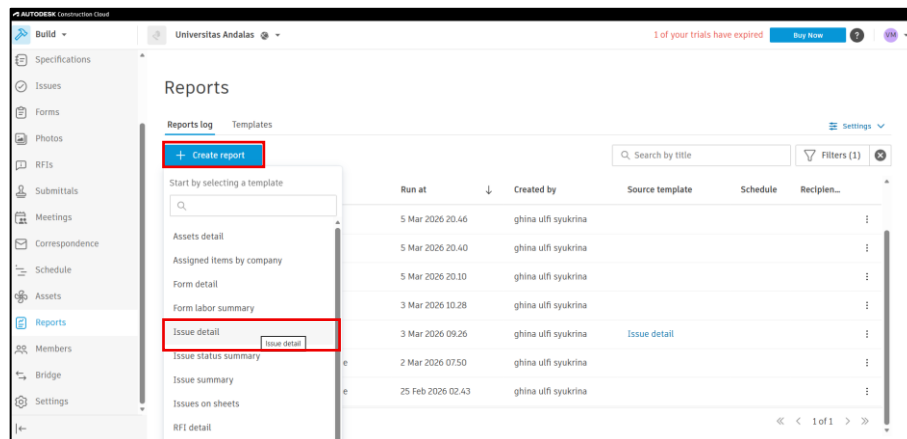 AUTODESK Construction Cloud
Build
Universitas Andalas
1 of your trials have expired
Buy Now
?
VM
Specifications
Issues
Forms
Photos
RFIs
Submittals
Meetings
Correspondence
Schedule
Assets
Reports
Members
Bridge
Settings
Reports
Reports log Templates
Settings
+ Create report
Search by title
Filters (1)
Start by selecting a template
Assets detail
Assigned items by company
Form detail
Form labor summary
Issue detail
Issue detail
Issue status summary
Issue summary
Issues on sheets
RFI detail
Run at Created by Source template Schedule Recipien...
5 Mar 2026 20.46 ghina ulfi syukrina
5 Mar 2026 20.40 ghina ulfi syukrina
5 Mar 2026 20.10 ghina ulfi syukrina
3 Mar 2026 10.28 ghina ulfi syukrina
3 Mar 2026 09.26 ghina ulfi syukrina Issue detail
e 2 Mar 2026 07.50 ghina ulfi syukrina
e 25 Feb 2026 02.43 ghina ulfi syukrina
1 of 1